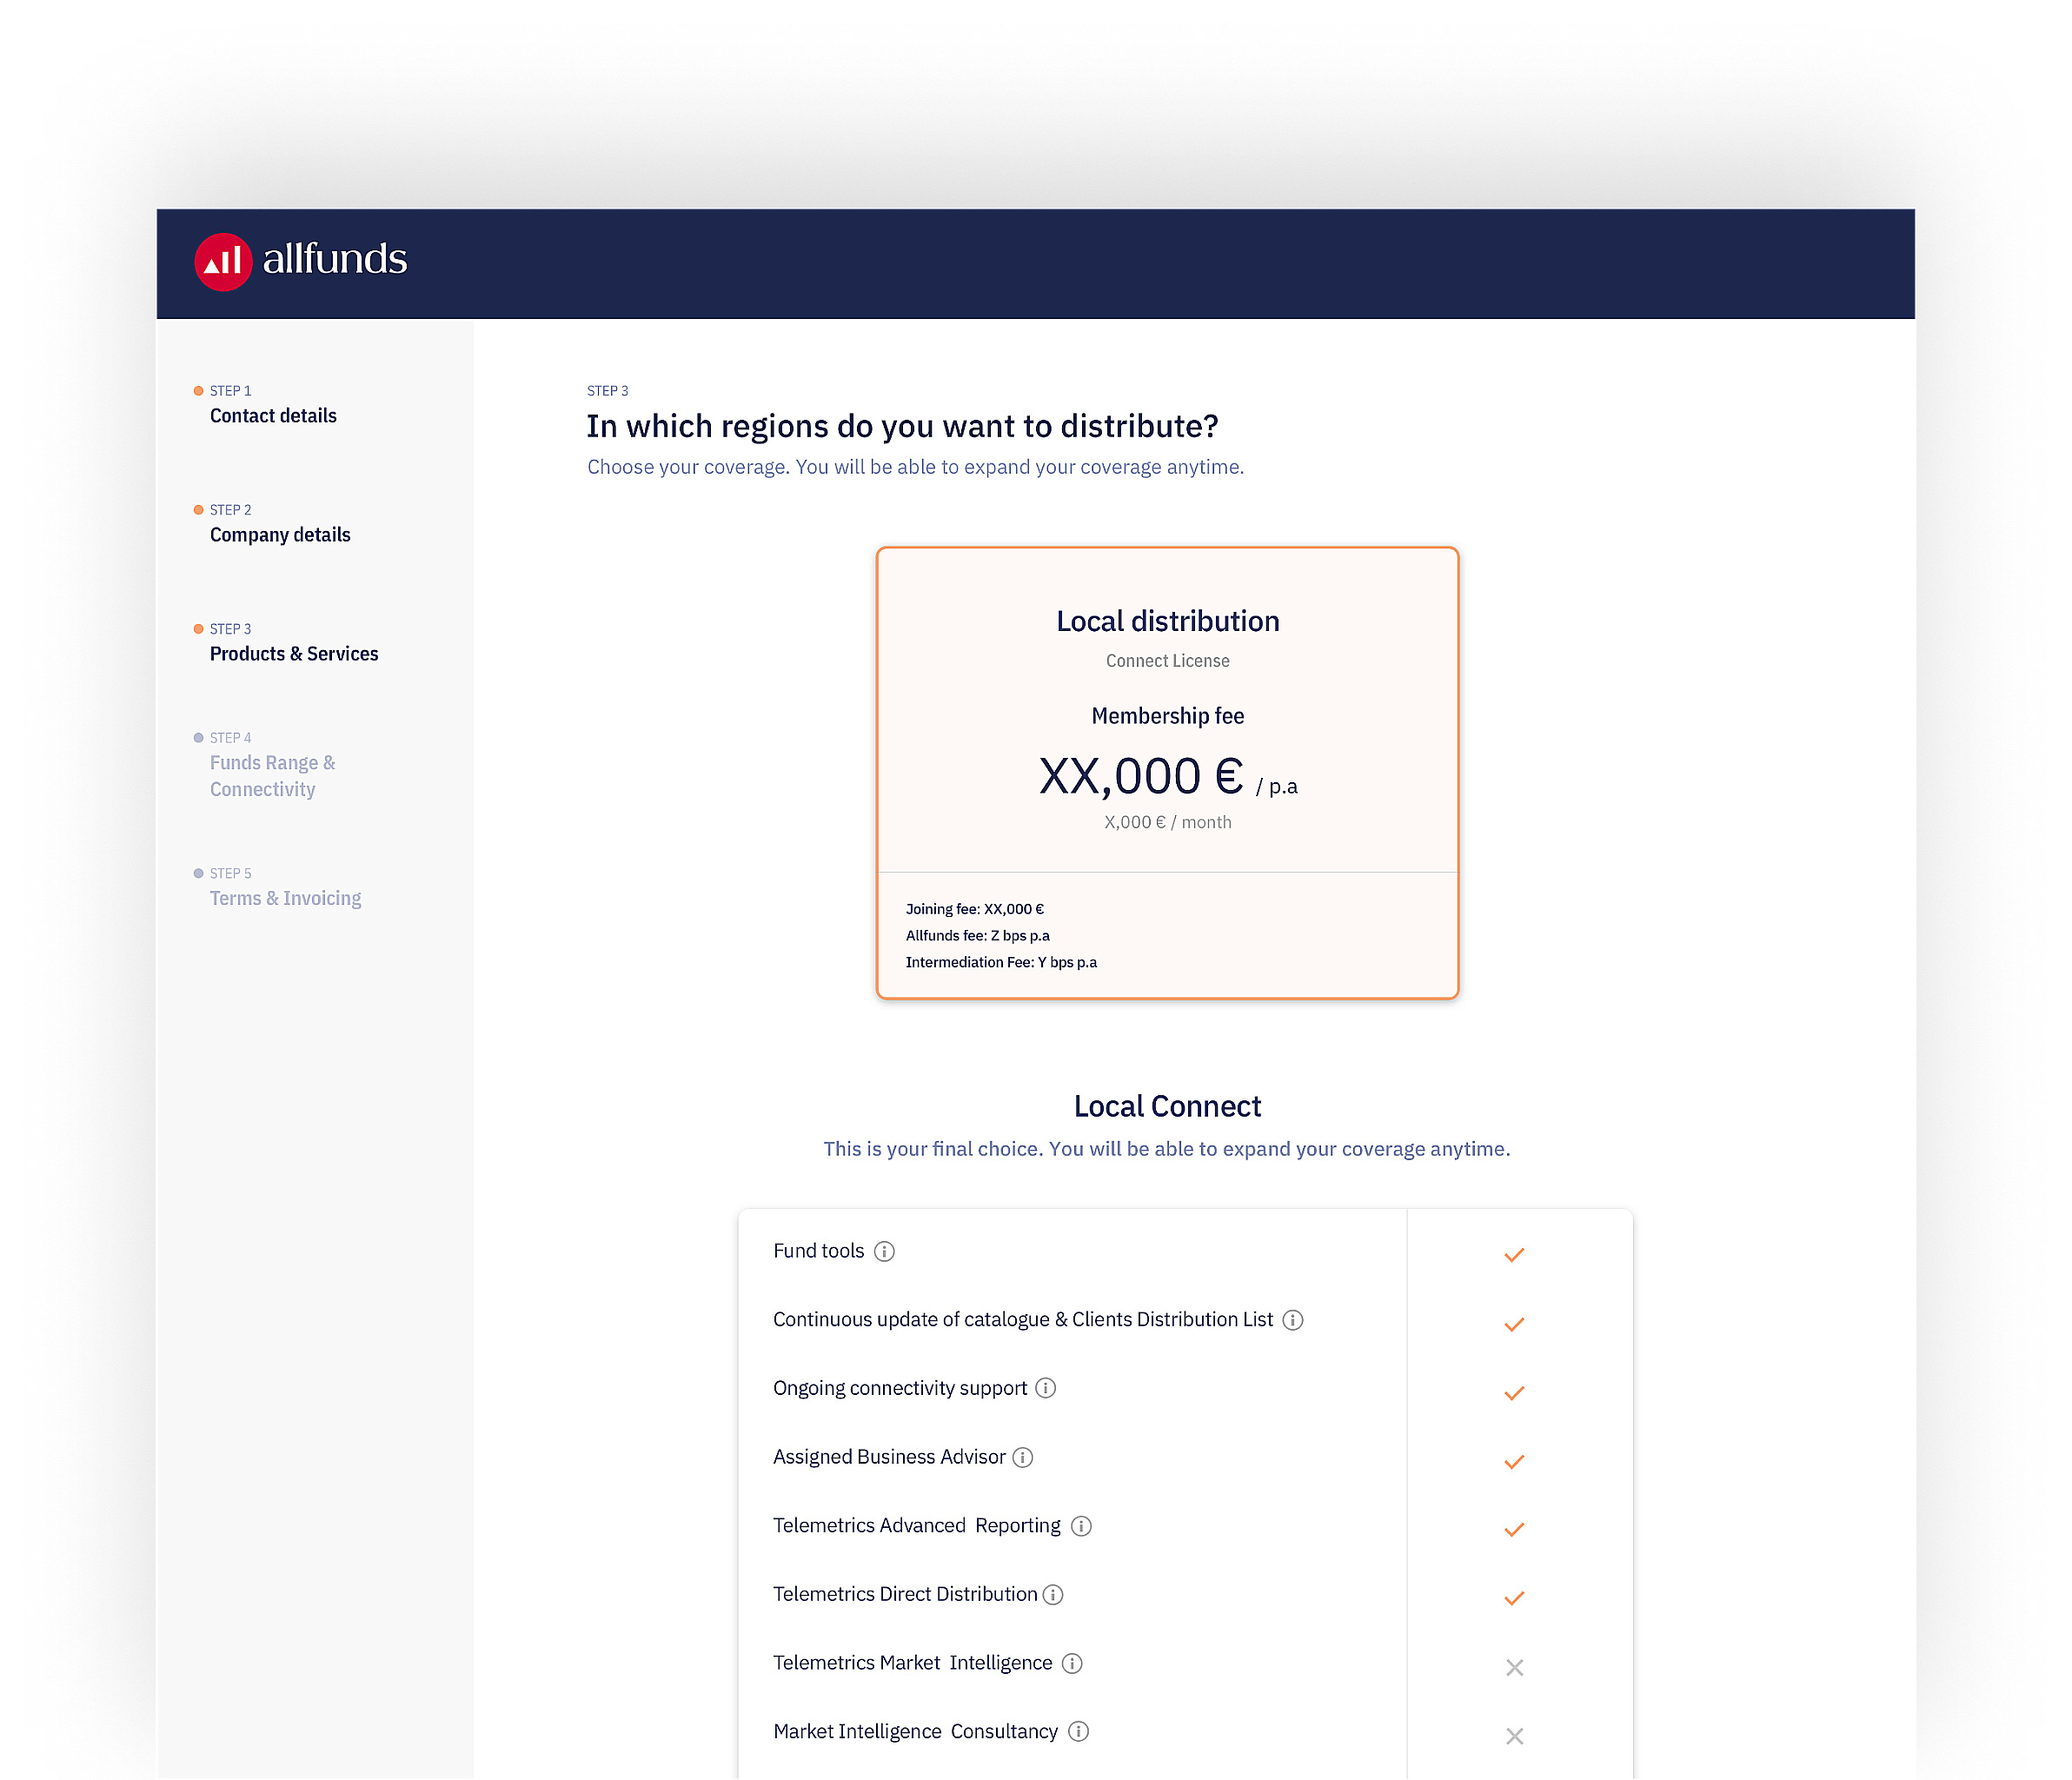 allfunds
STEP 1
Contact details
STEP 2
Company details
STEP 3
Products & Services
STEP 4
Funds Range &
Connectivity
STEP 5
Terms & Invoicing
STEP 3
In which regions do you want to distribute?
Choose your coverage. You will be able to expand your coverage anytime.
Local distribution
Connect License
Membership fee
XX,000 € / p.a
X,000 € / month
Joining fee: XX,000 €
Allfunds fee: Z bps p.a
Intermediation Fee: Y bps p.a
Local Connect
This is your final choice. You will be able to expand your coverage anytime.
Fund tools
Continuous update of catalogue & Clients Distribution List
Ongoing connectivity support
Assigned Business Advisor
Telemetrics Advanced Reporting
Telemetrics Direct Distribution
Telemetrics Market Intelligence
Market Intelligence Consultancy